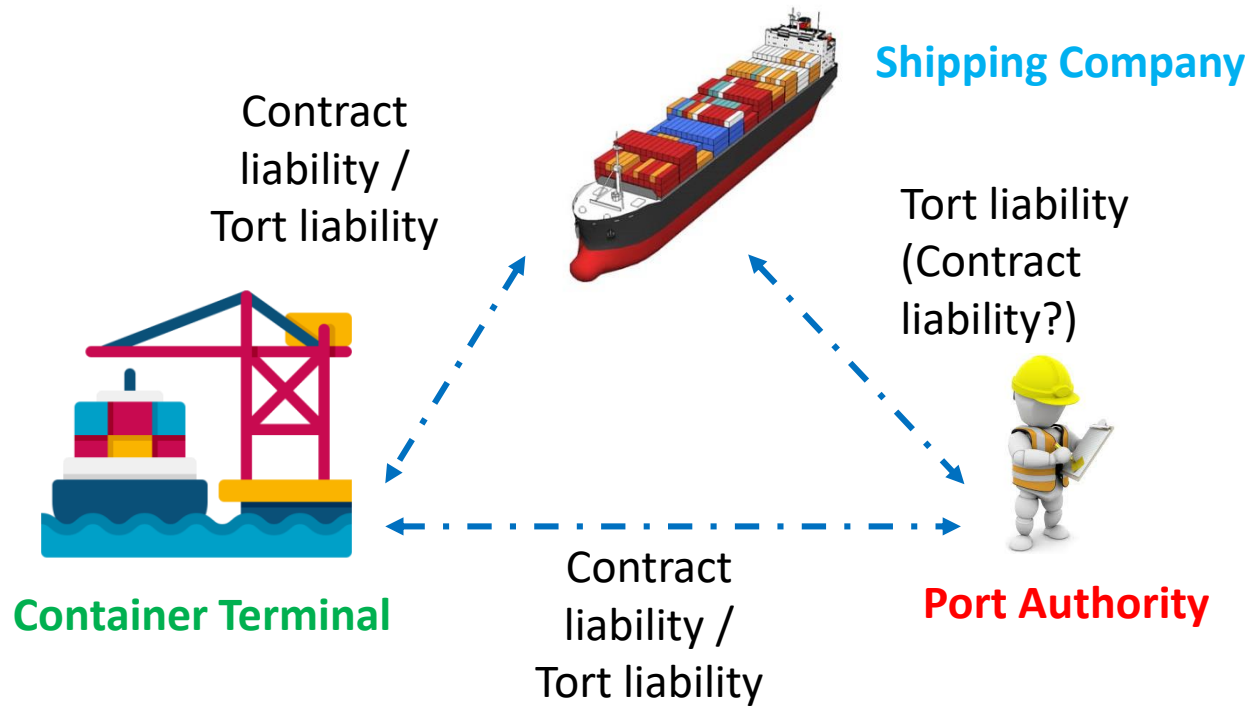 Shipping Company
Contract
liability /
Tort liability
Tort liability
(Contract
liability?)
Container Terminal
Contract
liability /
Tort liability
Port Authority